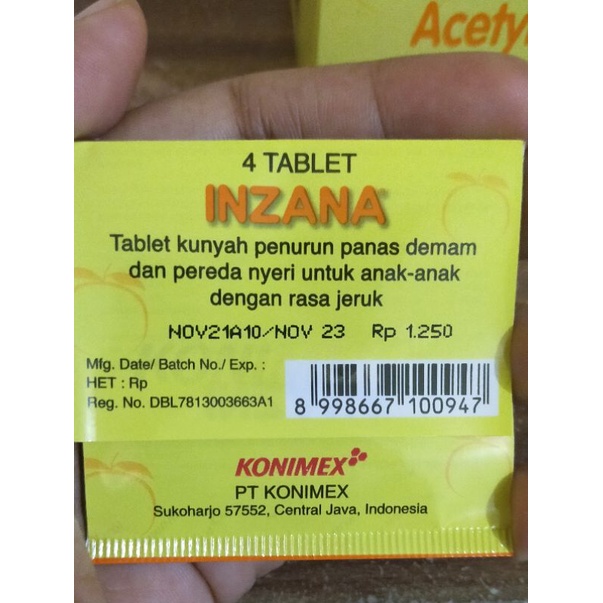 Acety
4 TABLET
INZANA
Tablet kunyah penurun panas demam
dan pereda nyeri untuk anak-anak
dengan rasa jeruk
NOV21A10/NOV 23 Rp 1.250
Mfg. Date/ Batch No./ Exp. :
HET : Rp
Reg. No. DBL7813003663A1
8 998667 100947
KONIMEX
PT KONIMEX
Sukoharjo 57552, Central Java, Indonesia